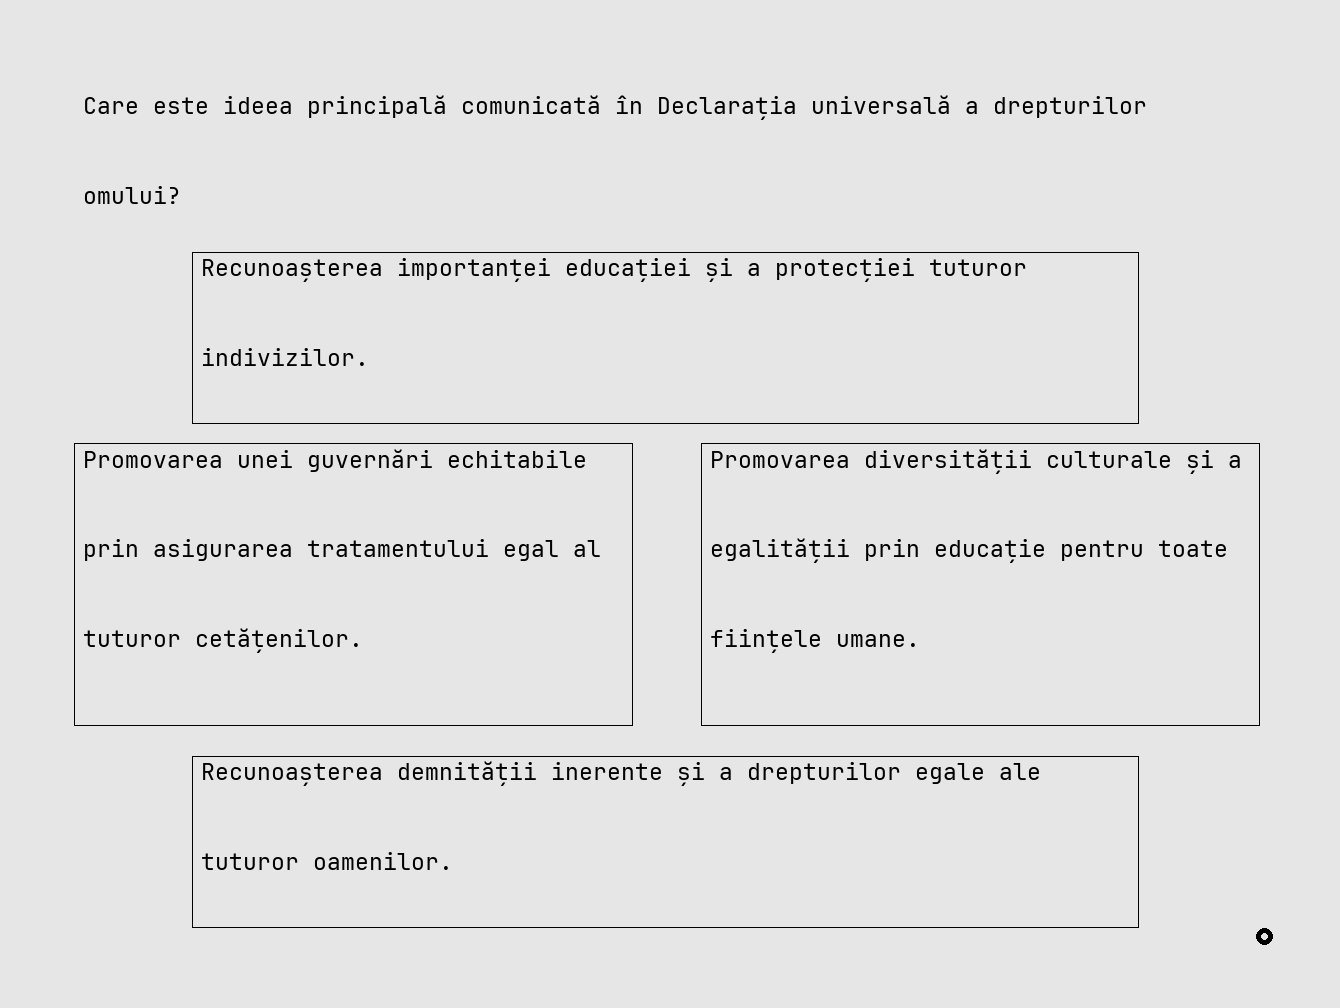 Care este ideea principală comunicată în Declarația universală a drepturilor
omului?
Recunoașterea importanței educației și a protecției tuturor
indivizilor.
Promovarea unei guvernări echitabile
prin asigurarea tratamentului egal al
tuturor cetățenilor.
Promovarea diversității culturale și a
egalității prin educație pentru toate
ființele umane.
Recunoașterea demnității inerente și a drepturilor egale ale
tuturor oamenilor.